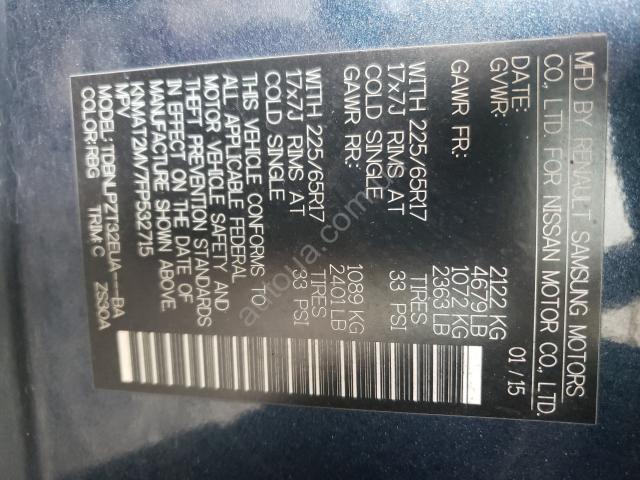 MFD BY RENAULT SAMSUNG MOTORS
CO., LTD. FOR NISSAN MOTOR CO., LTD.
DATE: 01 / 15
GVWR: 2122 KG
4679 LB
GAWR FR: 1072 KG
2363 LB
WITH 225/65R17 TIRES
17x7J RIMS AT 33 PSI
COLD SINGLE
GAWR RR: 1089 KG
2401 LB
WITH 225/65R17 TIRES
17x7J RIMS AT 33 PSI
COLD SINGLE
THIS VEHICLE CONFORMS TO
ALL APPLICABLE FEDERAL
MOTOR VEHICLE SAFETY AND
THEFT PREVENTION STANDARDS
IN EFFECT ON THE DATE OF
MANUFACTURE SHOWN ABOVE
KNMAT2MV7FP532715
MPV
MODEL: TDBNLPZT32EUA---BA
COLOR: RBG TRIM: C ZS30A